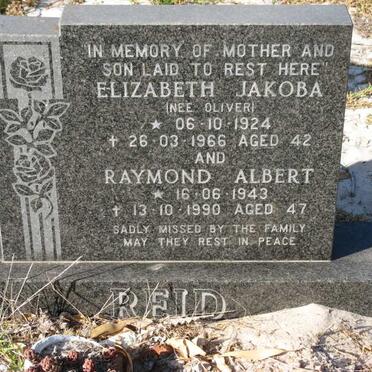 "IN MEMORY OF MOTHER AND
SON LAID TO REST HERE"
ELIZABETH JAKOBA
(NEE OLIVER)
★ 06-10-1924
✝ 26-03-1966 AGED 42
AND
RAYMOND ALBERT
★ 16-06-1943
✝ 13-10-1990 AGED 47
SADLY MISSED BY THE FAMILY
MAY THEY REST IN PEACE
REID